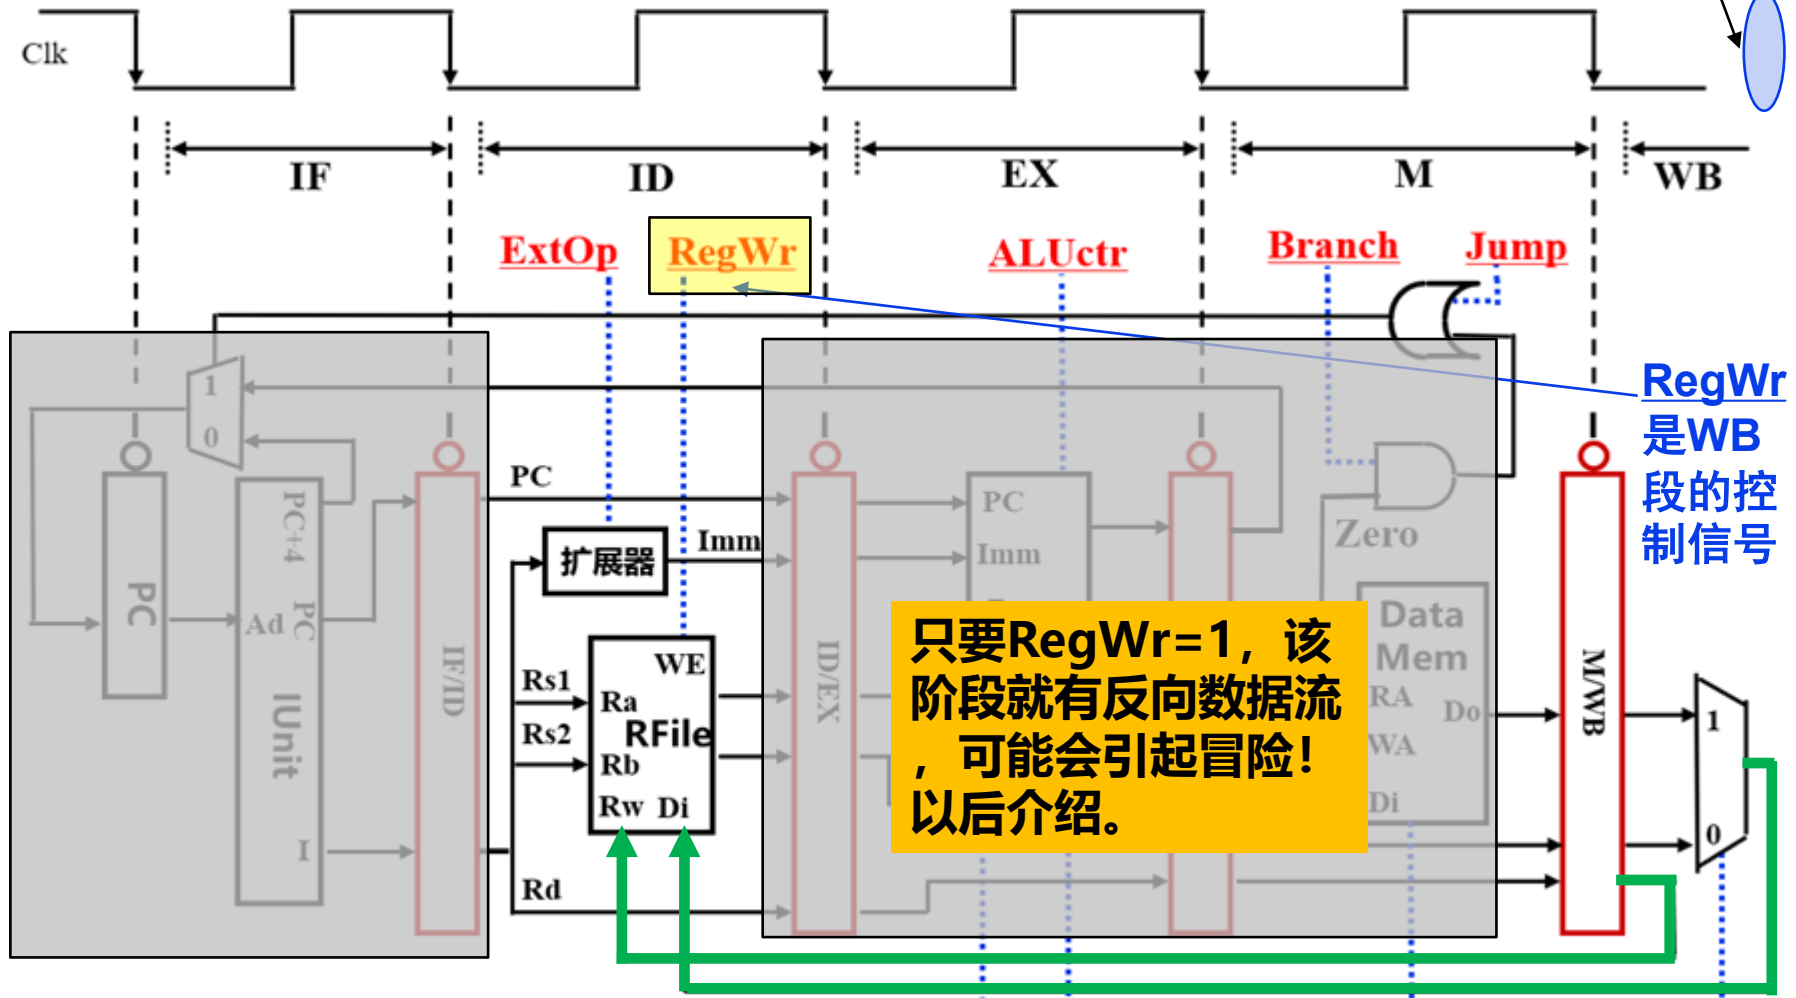 Clk
IF
ID
EX
M
WB
ExtOp
RegWr
ALUctr
Branch
Jump
1
0
PC
PC+4
Ad
PC
IUnit
I
IF/ID
PC
扩展器
Imm
WE
Rs1
Ra
RFile
Rs2
Rb
Rw
Di
Rd
ID/EX
PC
Imm
Zero
Data
Mem
RA
Do
WA
Di
只要RegWr=1，该
阶段就有反向数据流
，可能会引起冒险！
以后介绍。
M/WB
1
0
RegWr
是WB
段的控
制信号